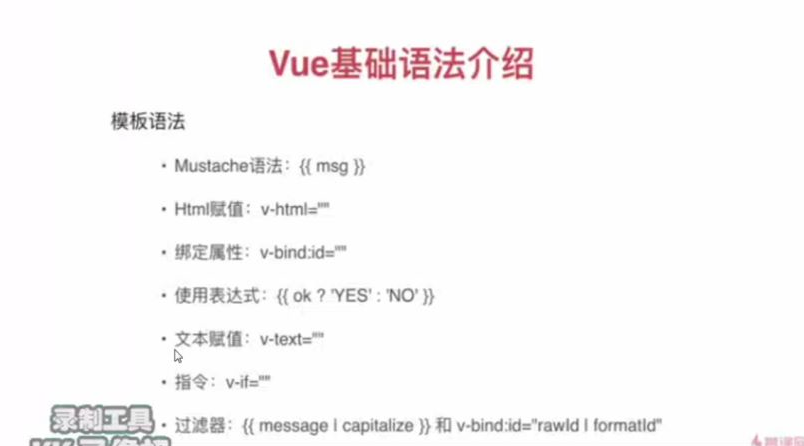 Vue基础语法介绍
模板语法
• Mustache语法：{{ msg }}
• Html赋值：v-html=""
• 绑定属性：v-bind:id=""
• 使用表达式：{{ ok ? 'YES' : 'NO' }}
• 文本赋值：v-text=""
• 指令：v-if=""
• 过滤器：{{ message | capitalize }} 和 v-bind:id="rawId | formatId"
录制工具